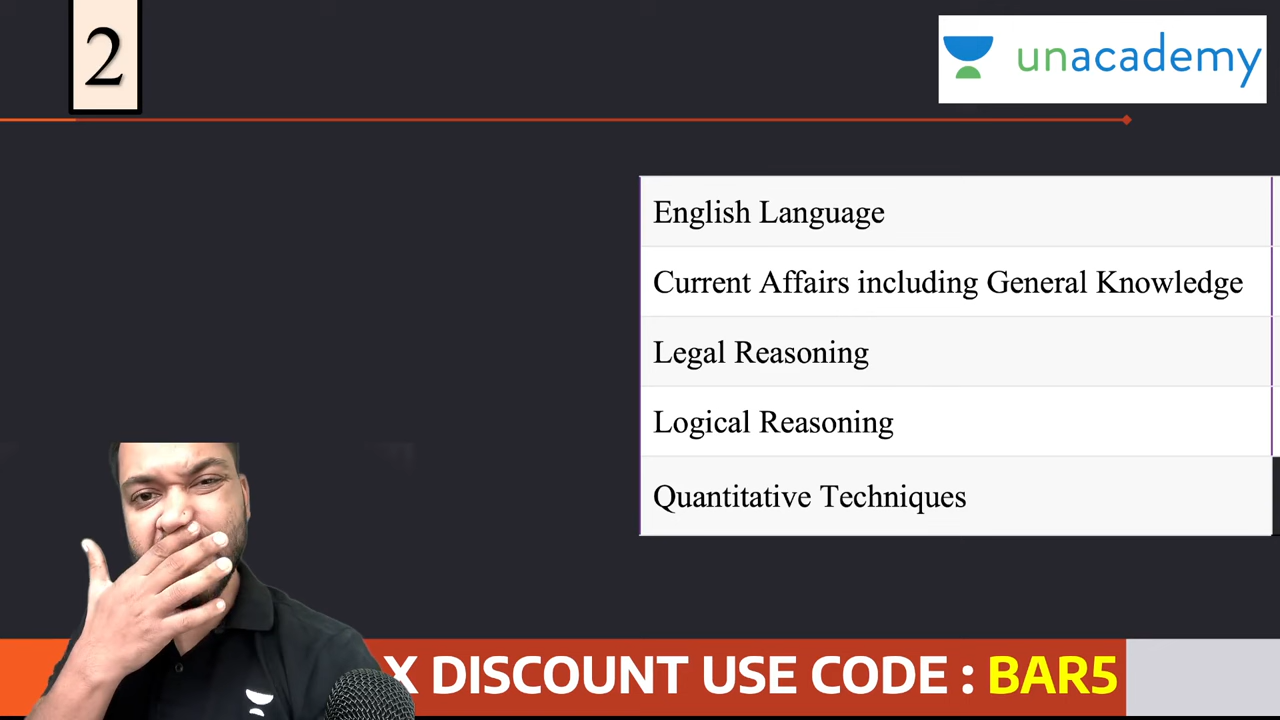 2
unacademy
English Language
Current Affairs including General Knowledge
Legal Reasoning
Logical Reasoning
Quantitative Techniques
X DISCOUNT USE CODE : BAR5